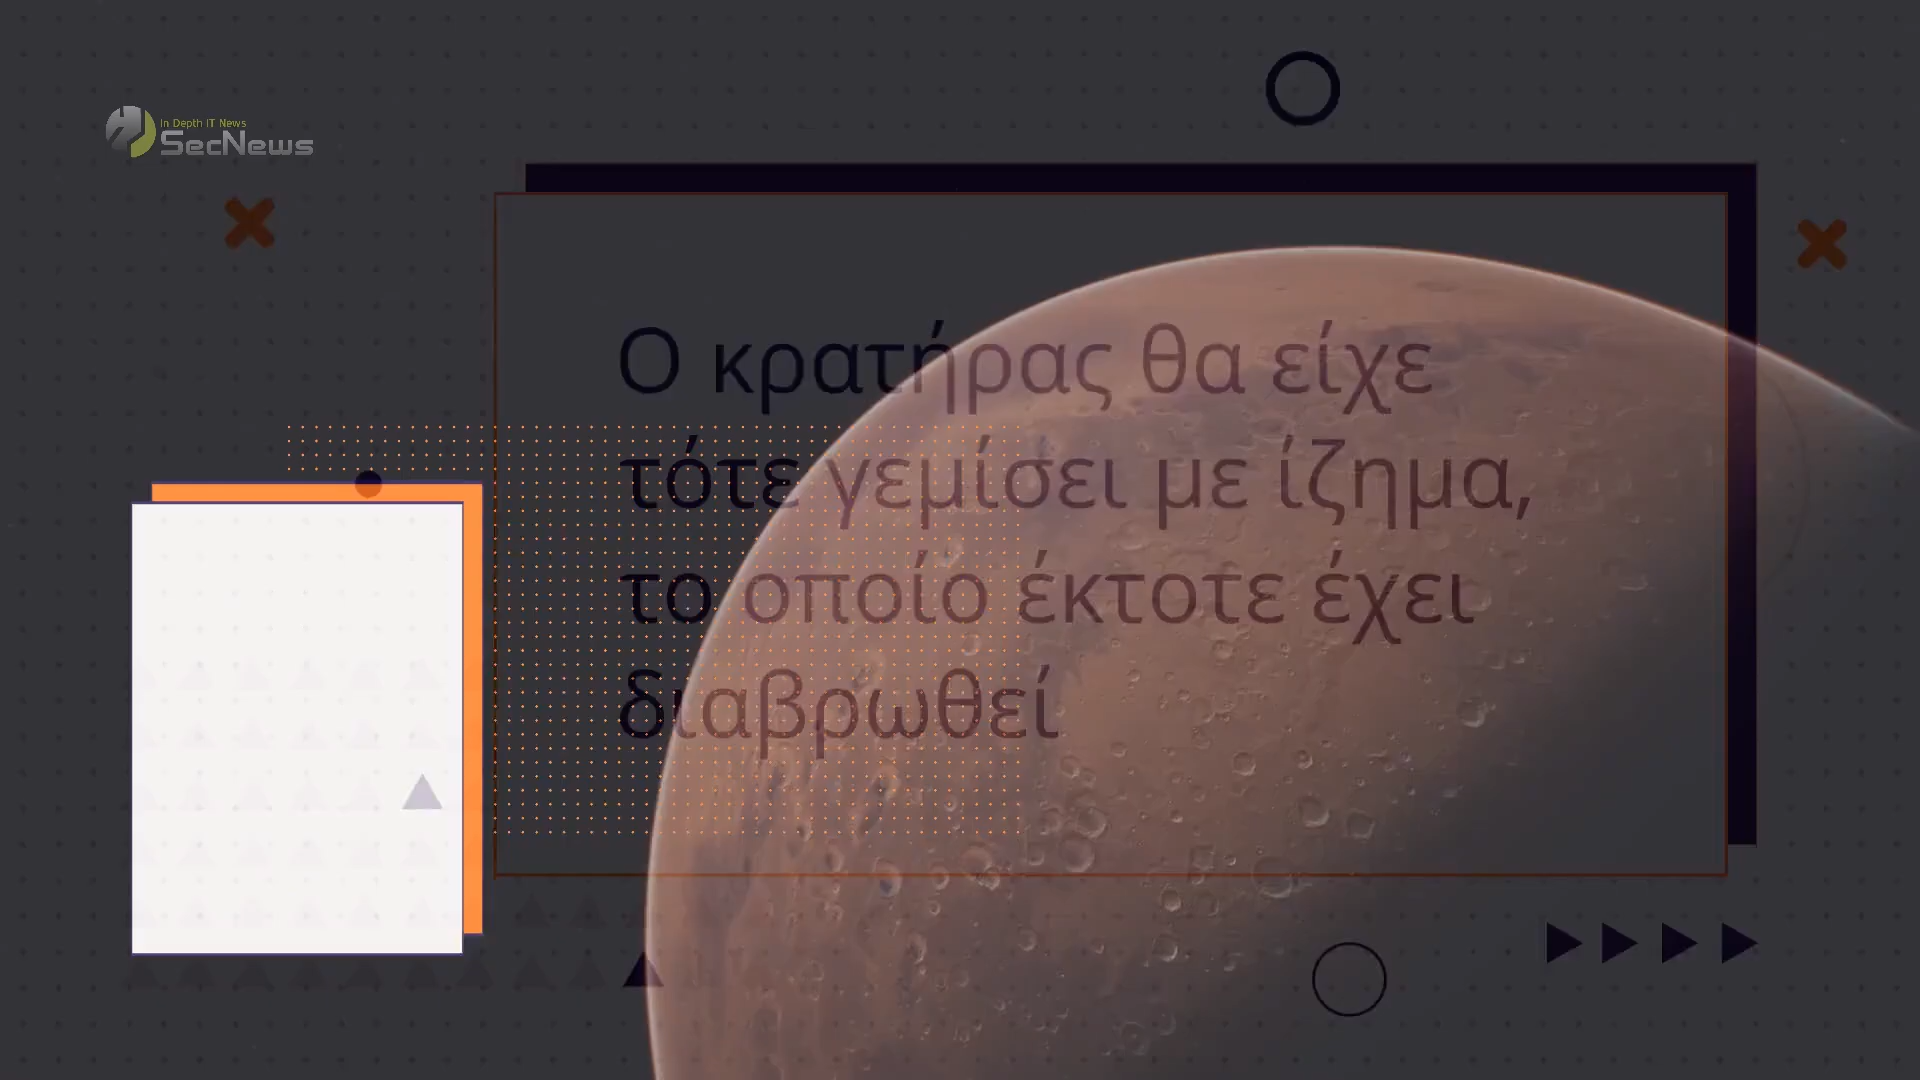 In Depth IT News
SecNews
Ο κρατήρας θα είχε
τότε γεμίσει με ίζημα,
το οποίο έκτοτε έχει
διαβρωθεί